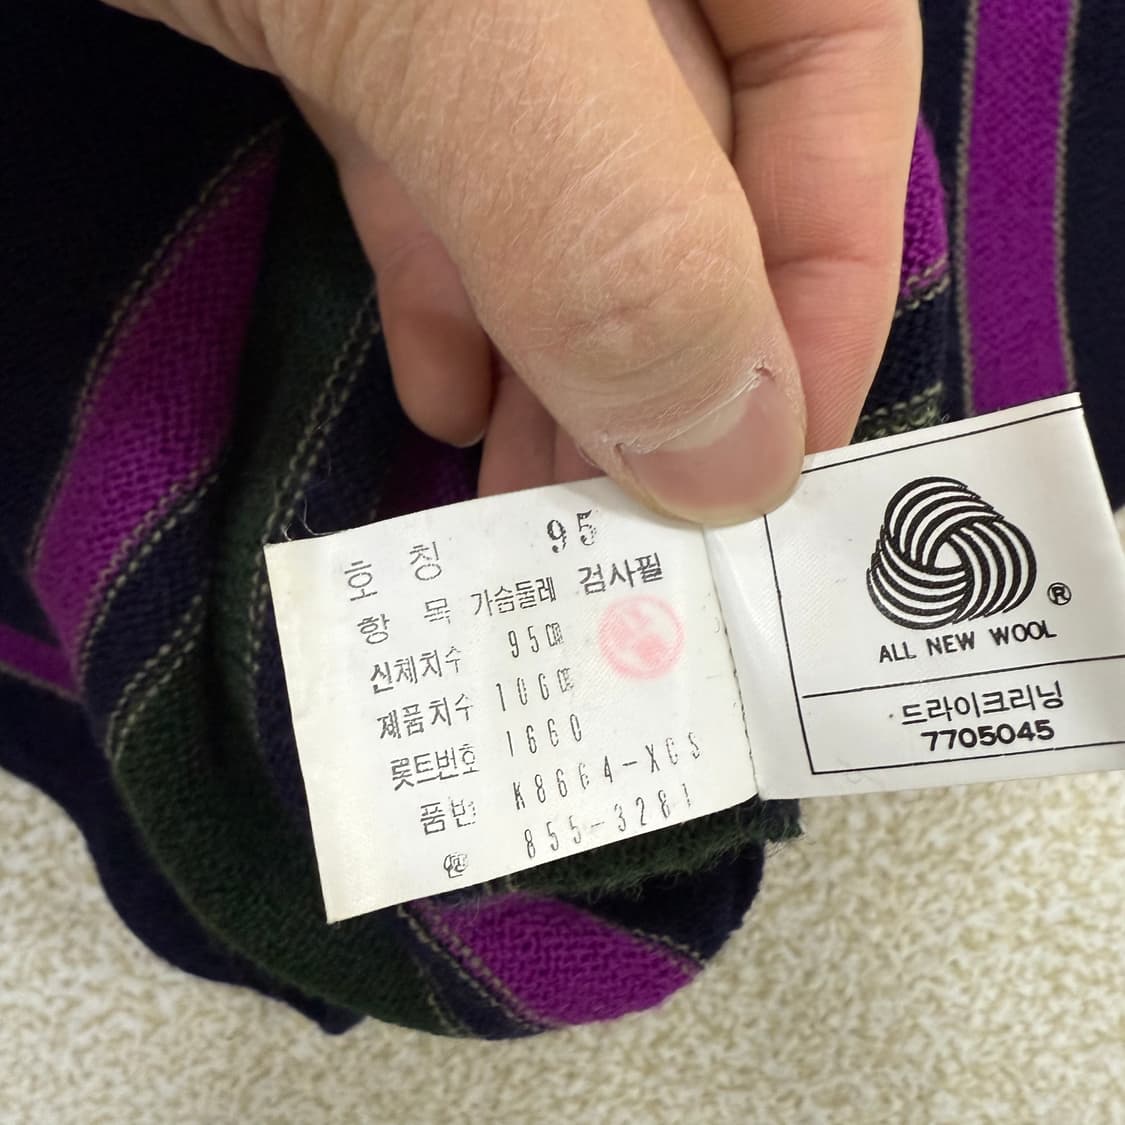 호 칭 95
항 목 가슴둘레 검사필
신체치수 95㎝
제품치수 106㎝
롯트번호 1660
품번 K8664-XGS
☎ 855-3281
ALL NEW WOOL
®
드라이크리닝
7705045